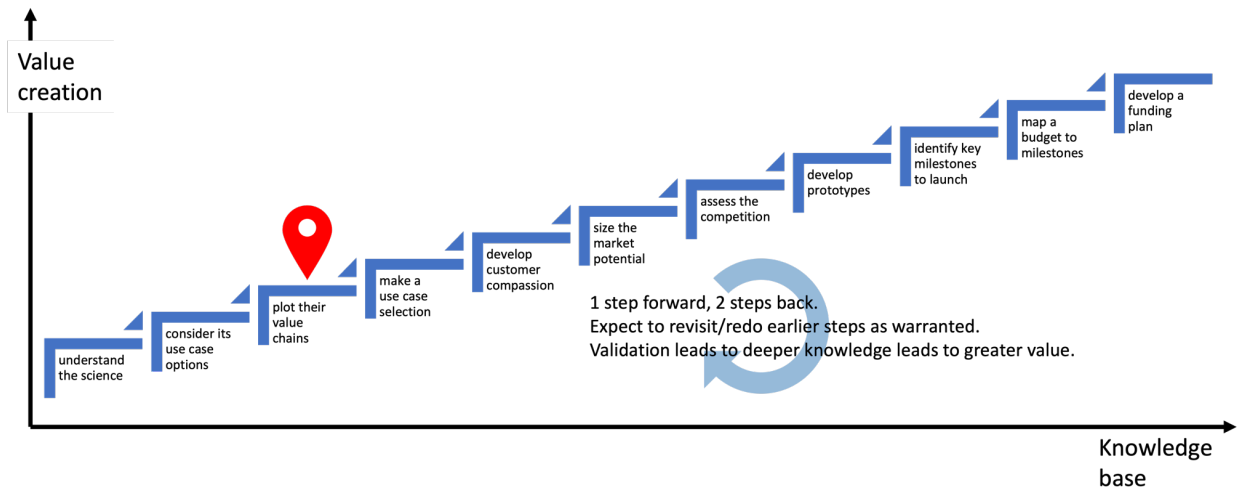 Value
creation
understand
the science
consider its
use case
options
plot their
value
chains
make a
use case
selection
develop
customer
compassion
size the
market
potential
assess the
competition
develop
prototypes
identify key
milestones
to launch
map a
budget to
milestones
develop a
funding
plan
1 step forward, 2 steps back.
Expect to revisit/redo earlier steps as warranted.
Validation leads to deeper knowledge leads to greater value.
Knowledge
base